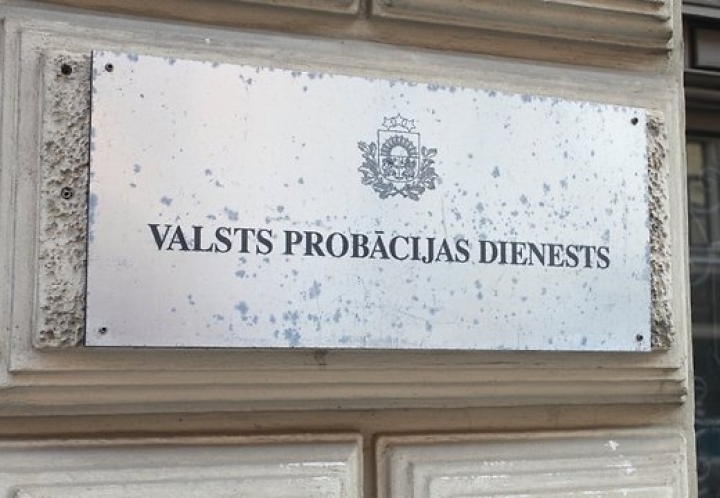 VALSTS PROBĀCIJAS DIENESTS